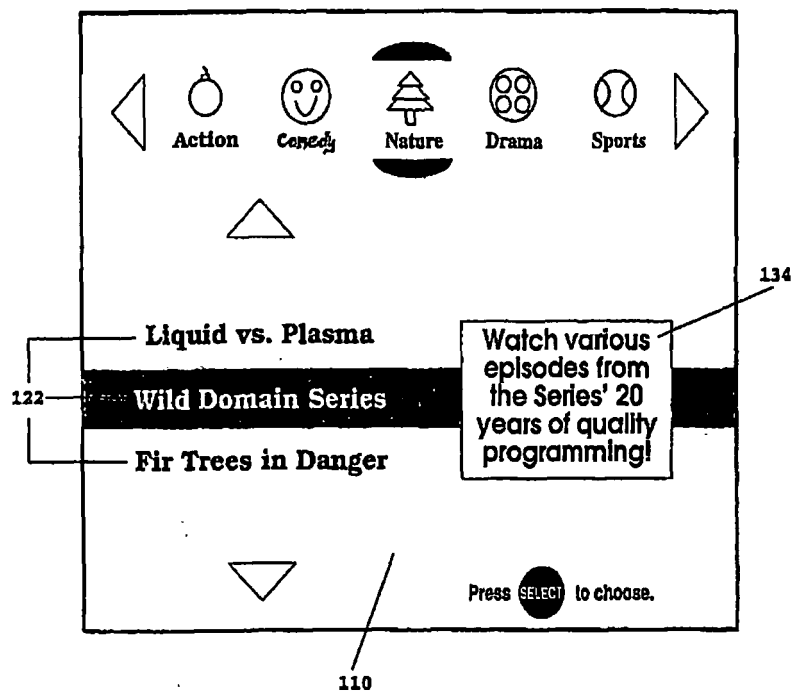 Action Comedy Nature Drama Sports
134
Liquid vs. Plasma
122
Wild Domain Series
Fir Trees in Danger
Watch various
episodes from
the Series' 20
years of quality
programming!
Press SELECT to choose.
110